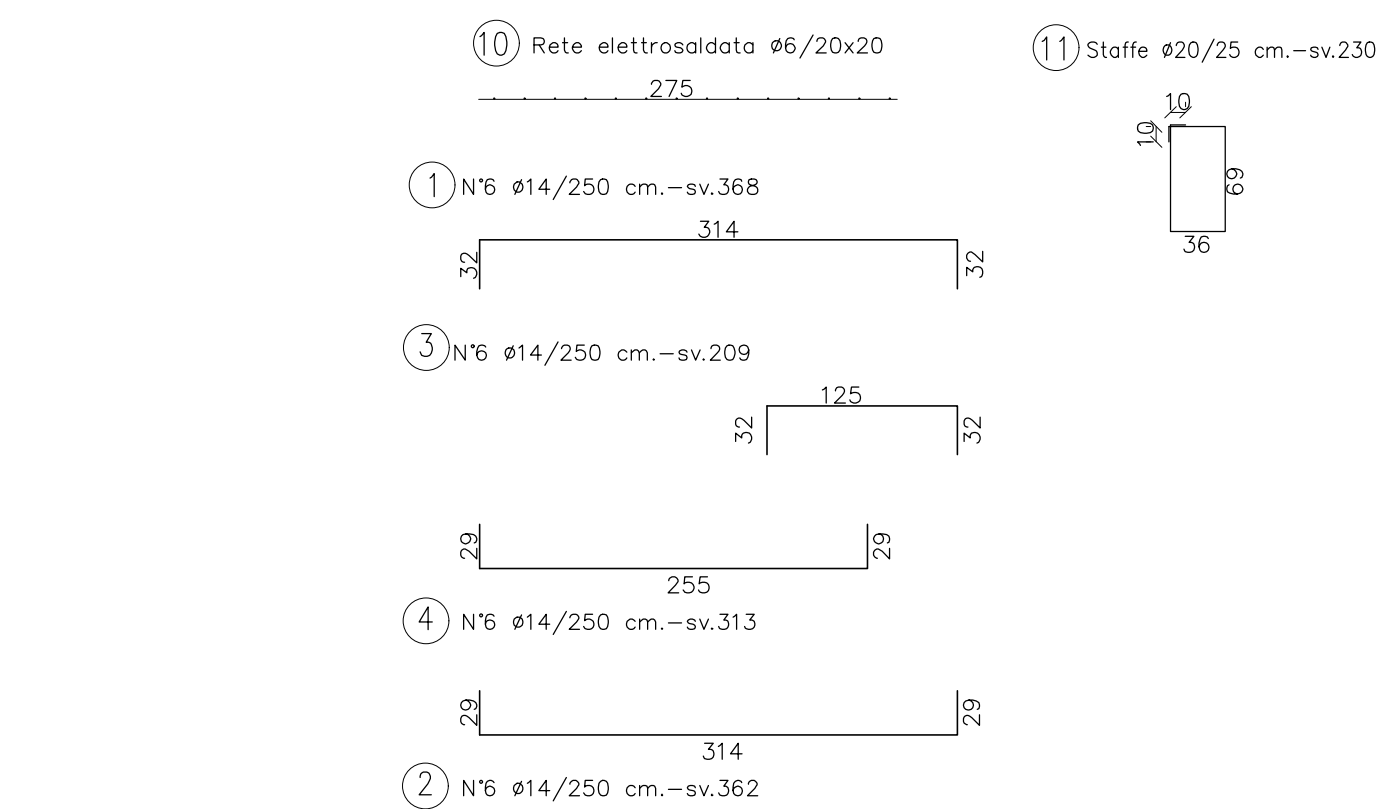 10 Rete elettrosaldata ø6/20x20
275
11 Staffe ø20/25 cm.-sv.230
10
10
69
36
1 N°6 ø14/250 cm.-sv.368
314
32 32
3 N°6 ø14/250 cm.-sv.209
125
32 32
29 29
255
4 N°6 ø14/250 cm.-sv.313
29 29
314
2 N°6 ø14/250 cm.-sv.362